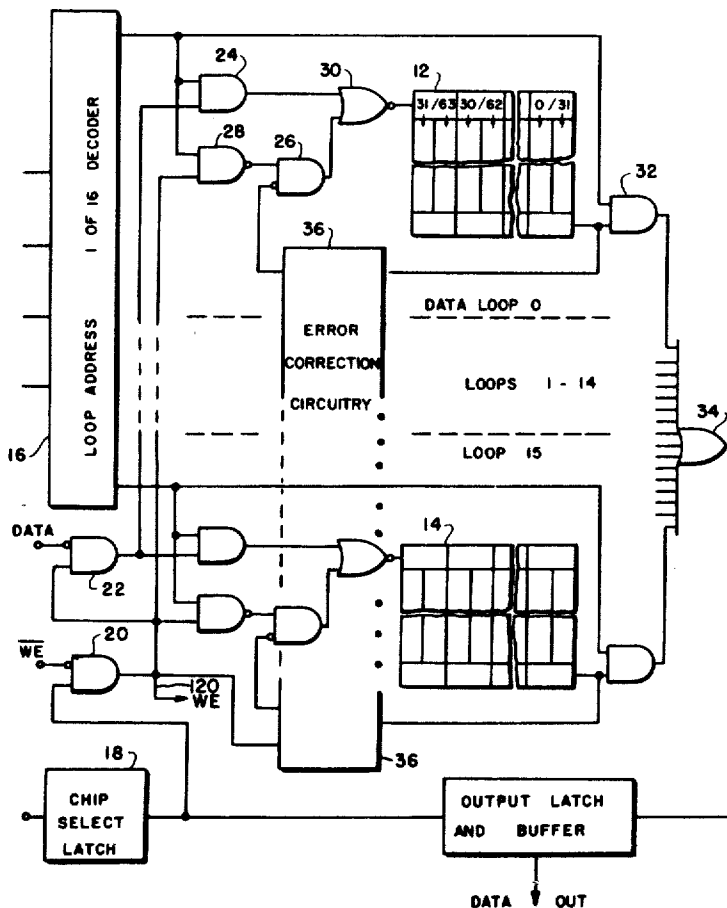 24
30
12
31/63 30/62 0/31
28
26
32
36
LOOP ADDRESS 1 OF 16 DECODER
ERROR
CORRECTION
CIRCUITRY
DATA LOOP 0
LOOPS 1 - 14
34
16
LOOP 15
DATA
14
22
20
WE
120
WE
18
36
CHIP
SELECT
LATCH
OUTPUT LATCH
AND BUFFER
DATA OUT